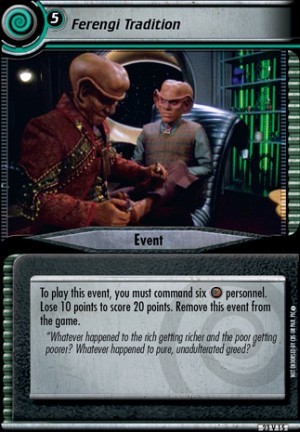 5 Ferengi Tradition
Event
To play this event, you must command six personnel.
Lose 10 points to score 20 points. Remove this event
from the game.
"Whatever happened to the rich getting richer and the poor getting
poorer? Whatever happened to pure, unadulterated greed?"
23 V 15